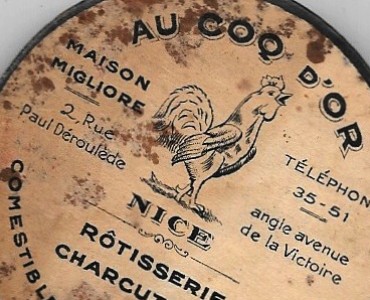 AU COQ D'OR
MAISON
MIGLIORE
2, Rue
Paul Déroulède
TÉLÉPHON
35-51
angle avenue
de la Victoire
NICE
RÔTISSERIE
CHARCUT
COMESTIBL